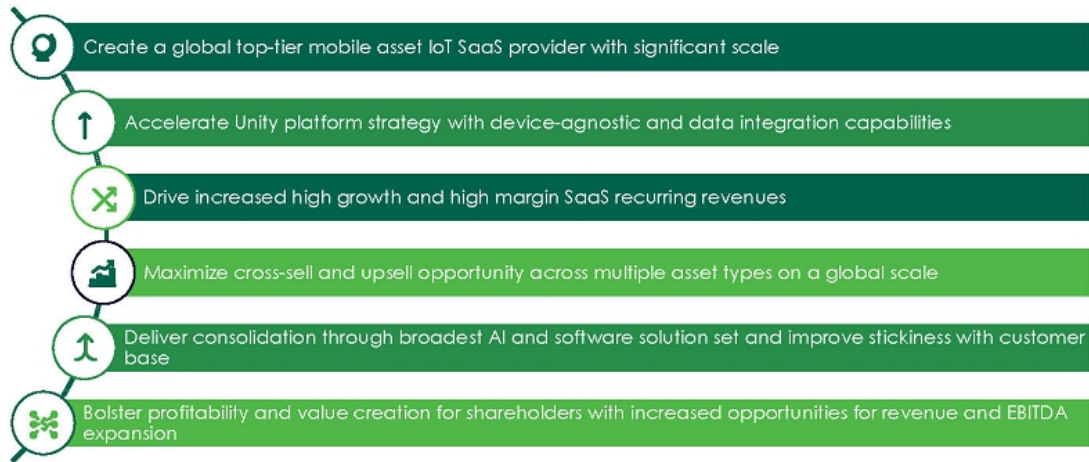 Create a global top-tier mobile asset IoT SaaS provider with significant scale
Accelerate Unity platform strategy with device-agnostic and data integration capabilities
Drive increased high growth and high margin SaaS recurring revenues
Maximize cross-sell and upsell opportunity across multiple asset types on a global scale
Deliver consolidation through broadest AI and software solution set and improve stickiness with customer
base
Bolster profitability and value creation for shareholders with increased opportunities for revenue and EBITDA
expansion